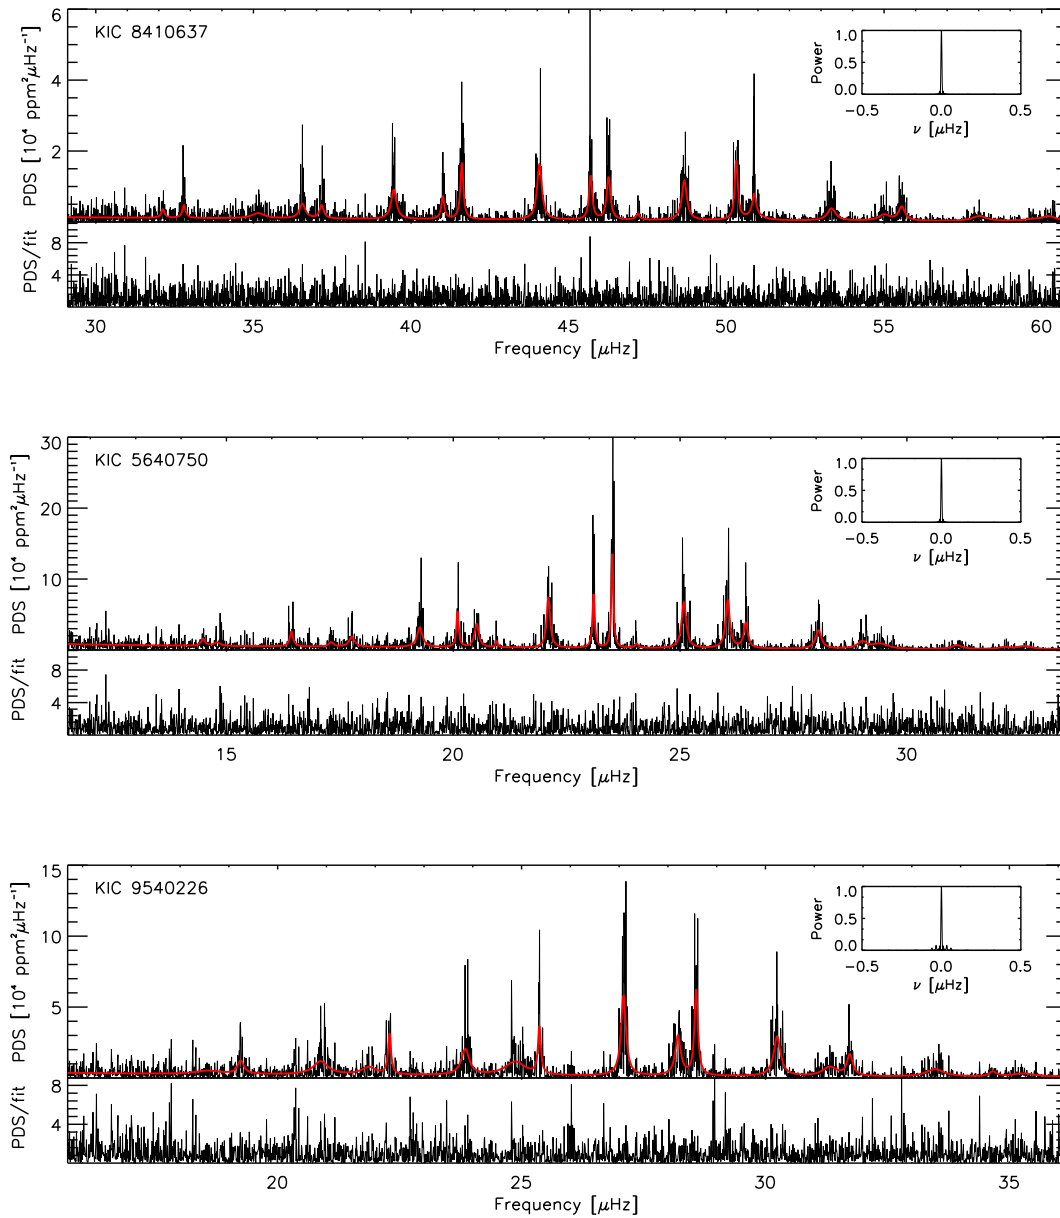 KIC 8410637
PDS [10⁴ ppm²μHz⁻¹]
6
4
2
PDS/fit
8
4
30 35 40 45 50 55 60
Frequency [μHz]
Power
1.0
0.5
0.0
−0.5 0.0 0.5
ν [μHz]
KIC 5640750
PDS [10⁴ ppm²μHz⁻¹]
30
20
10
PDS/fit
8
4
15 20 25 30
Frequency [μHz]
Power
1.0
0.5
0.0
−0.5 0.0 0.5
ν [μHz]
KIC 9540226
PDS [10⁴ ppm²μHz⁻¹]
15
10
5
PDS/fit
8
4
20 25 30 35
Frequency [μHz]
Power
1.0
0.5
0.0
−0.5 0.0 0.5
ν [μHz]